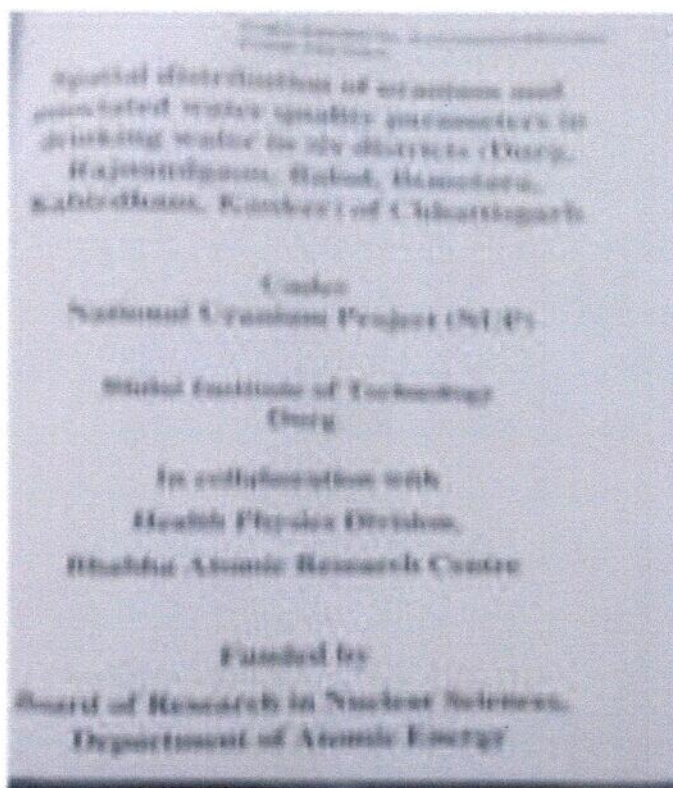 spatial distribution of uranium and
associated water quality parameters in
drinking water in six districts (Durg,
Rajnandgaon, Balod, Bemetara,
Kabirdham, Kanker) of Chhattisgarh
Under
National Uranium Project (NUP)
Bhilai Institute of Technology
Durg
In collaboration with
Health Physics Division,
Bhabha Atomic Research Centre
Funded by
Board of Research in Nuclear Sciences,
Department of Atomic Energy